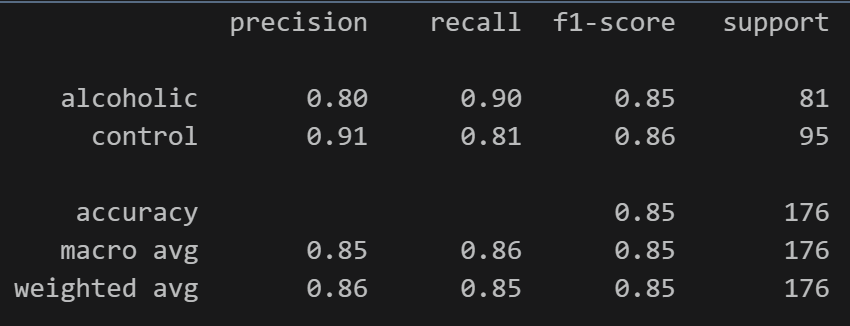 precision recall f1-score support
alcoholic 0.80 0.90 0.85 81
control 0.91 0.81 0.86 95
accuracy 0.85 176
macro avg 0.85 0.86 0.85 176
weighted avg 0.86 0.85 0.85 176